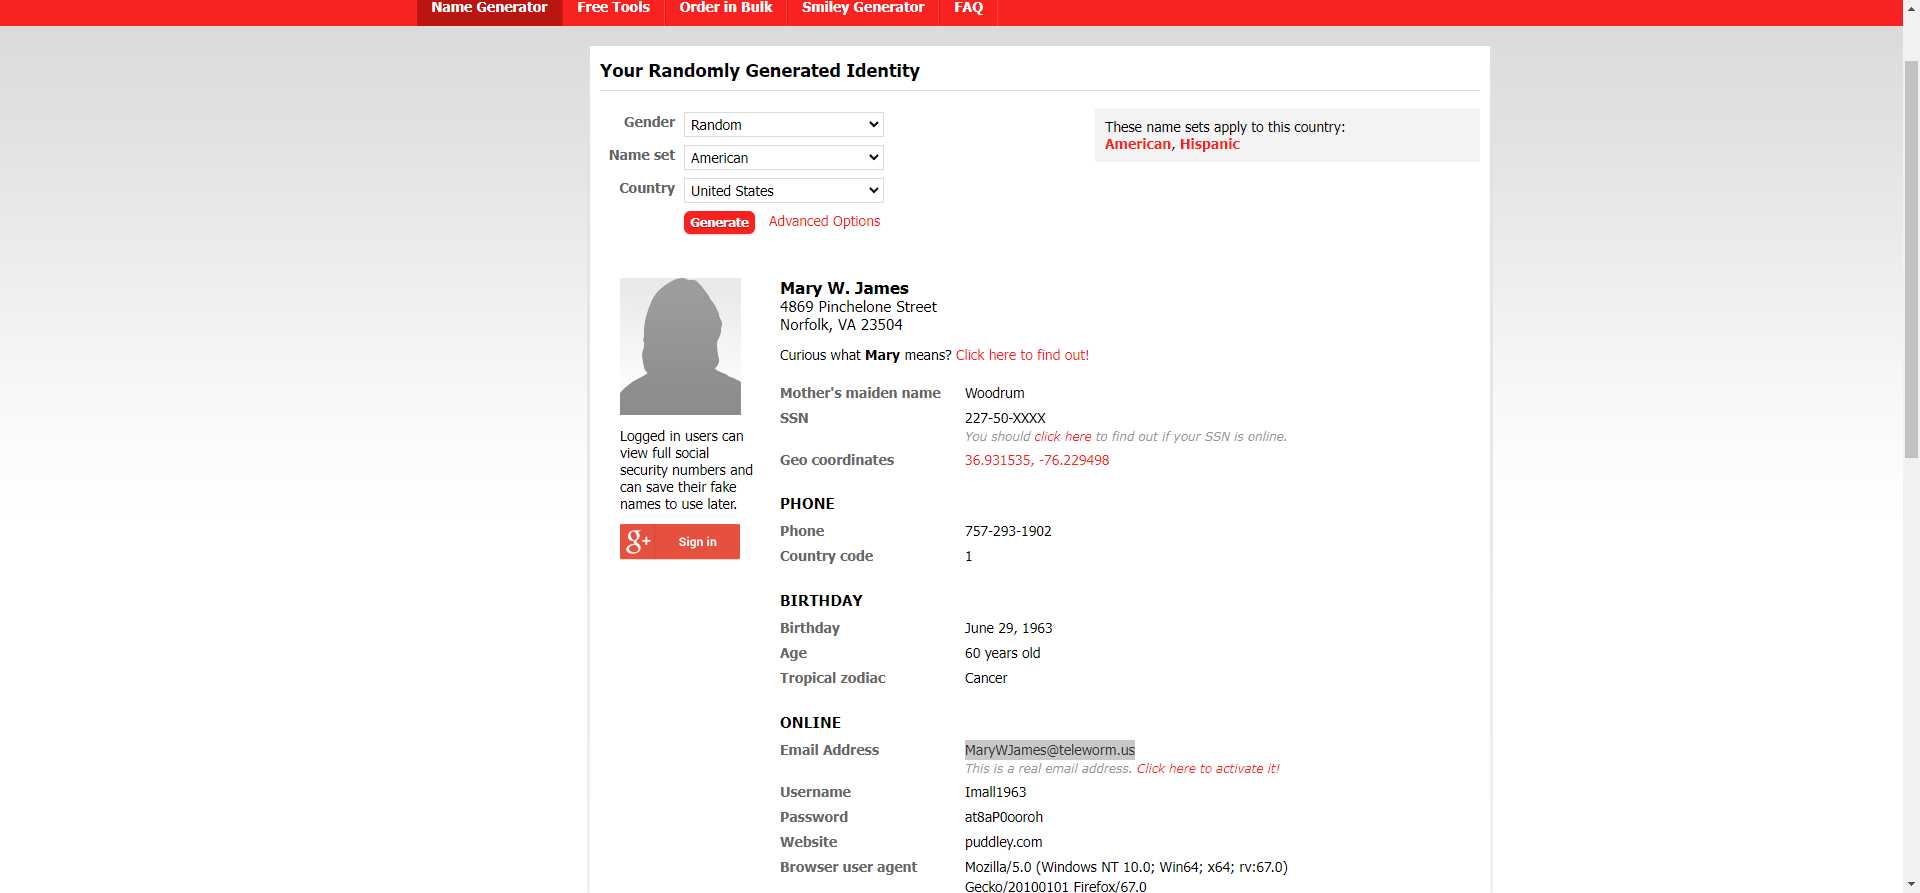 Name Generator
Free Tools
Order in Bulk
Smiley Generator
FAQ
Your Randomly Generated Identity
Gender
Random
Name set
American
Country
United States
Generate
Advanced Options
These name sets apply to this country:
American, Hispanic
Logged in users can
view full social
security numbers and
can save their fake
names to use later.
g+ Sign in
Mary W. James
4869 Pinchelone Street
Norfolk, VA 23504
Curious what Mary means? Click here to find out!
Mother's maiden name Woodrum
SSN 227-50-XXXX
You should click here to find out if your SSN is online.
Geo coordinates 36.931535, -76.229498
PHONE
Phone 757-293-1902
Country code 1
BIRTHDAY
Birthday June 29, 1963
Age 60 years old
Tropical zodiac Cancer
ONLINE
Email Address MaryWJames@teleworm.us
This is a real email address. Click here to activate it!
Username Imall1963
Password at8aP0ooroh
Website puddley.com
Browser user agent Mozilla/5.0 (Windows NT 10.0; Win64; x64; rv:67.0)
Gecko/20100101 Firefox/67.0